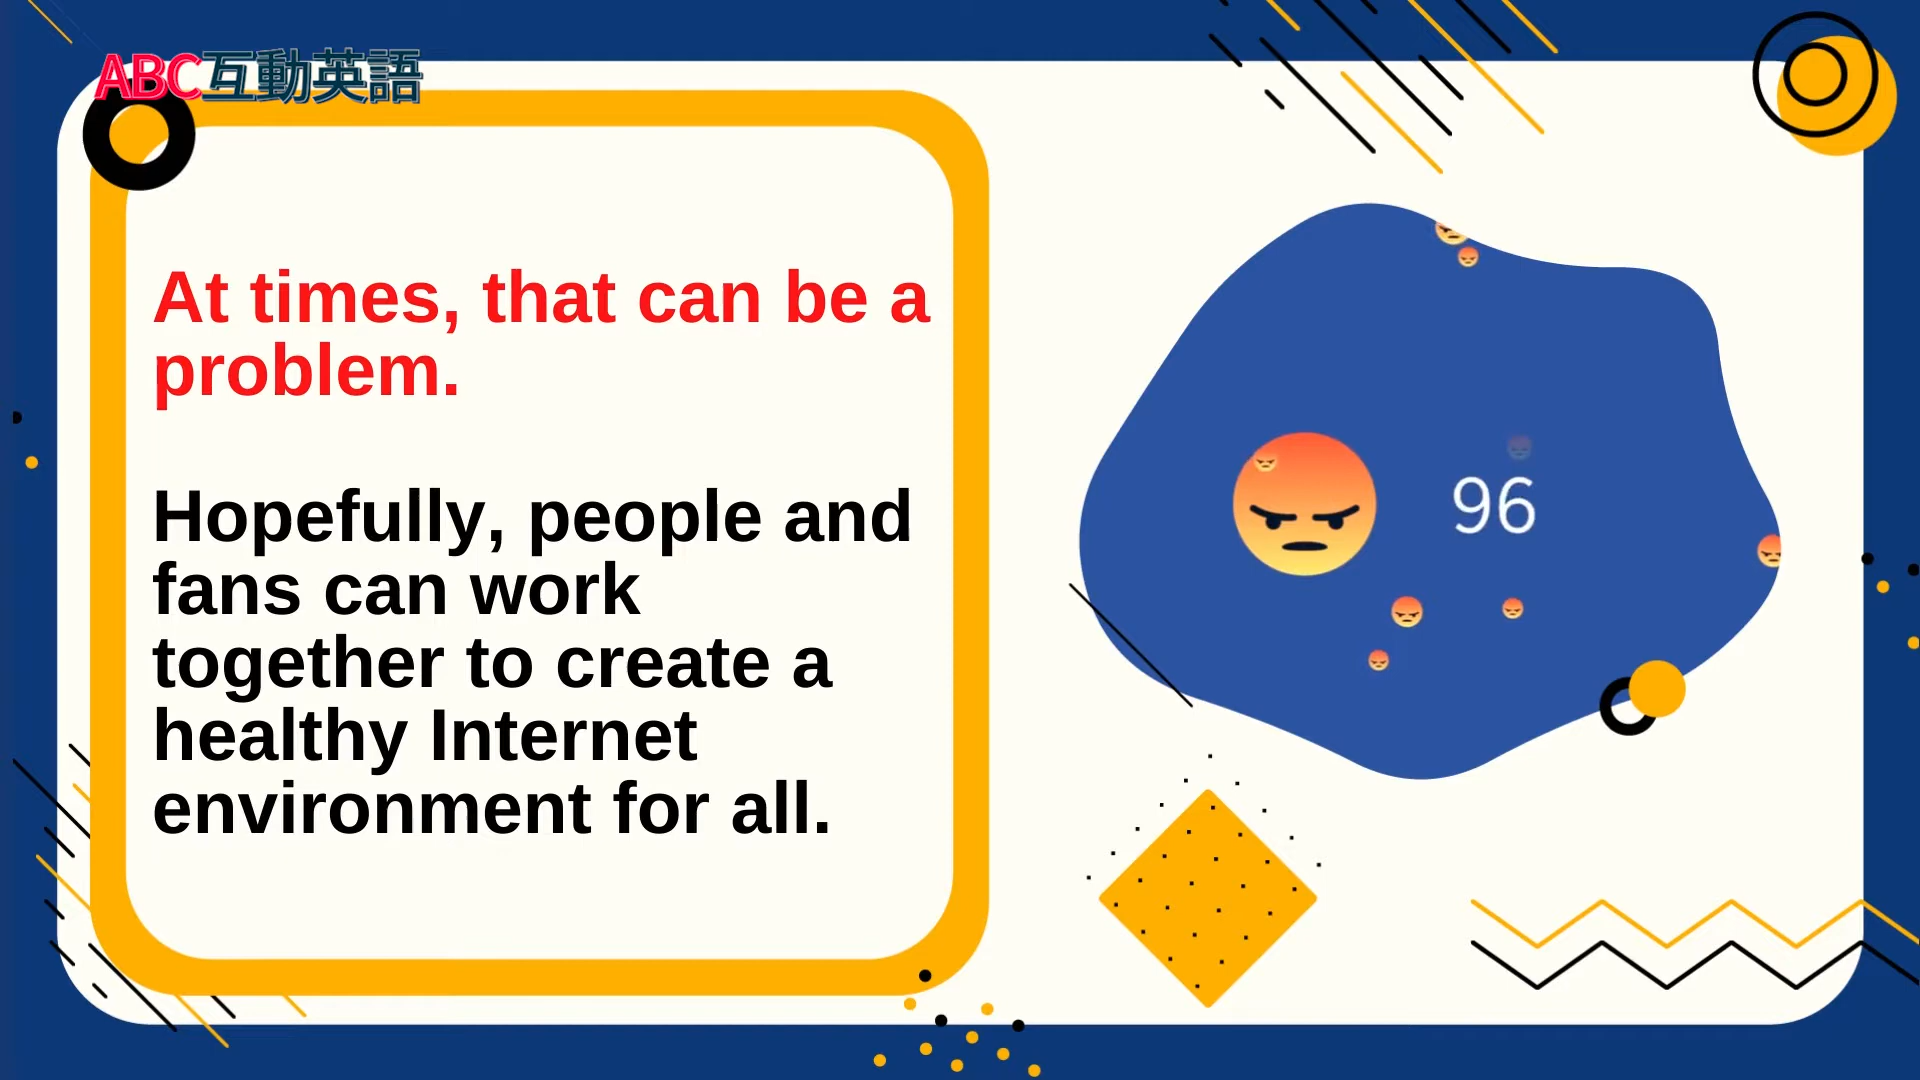 ABC互動英語
At times, that can be a
problem.
Hopefully, people and
fans can work
together to create a
healthy Internet
environment for all.
96